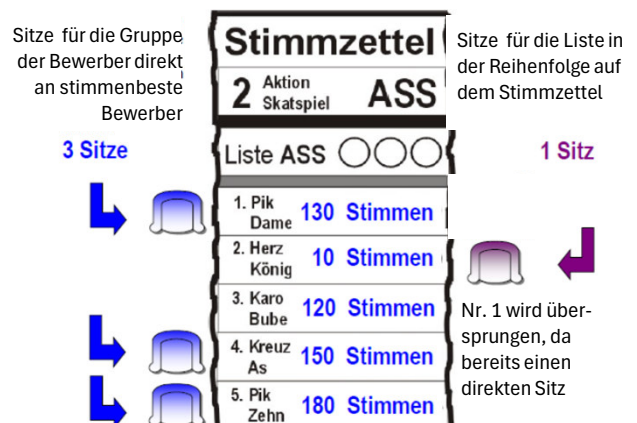 Sitze für die Gruppe
der Bewerber direkt
an stimmenbeste
Bewerber
3 Sitze
Stimmzettel
2 Aktion Skatspiel ASS
Liste ASS
1. Pik Dame 130 Stimmen
2. Herz König 10 Stimmen
3. Karo Bube 120 Stimmen
4. Kreuz As 150 Stimmen
5. Pik Zehn 180 Stimmen
Sitze für die Liste in
der Reihenfolge auf
dem Stimmzettel
1 Sitz
Nr. 1 wird über-
sprungen, da
bereits einen
direkten Sitz